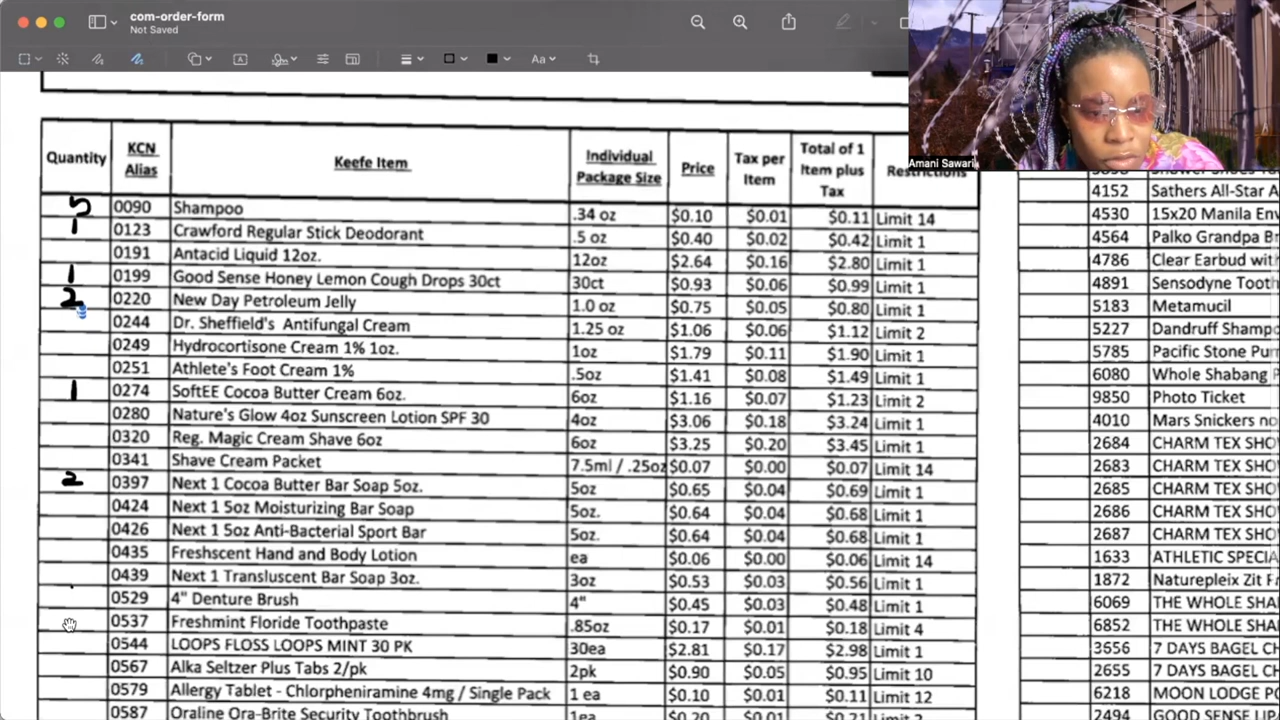 com-order-form
Not Saved
Aa
Amani Sawari
Quantity KCN Alias Keefe Item Individual Package Size Price Tax per Item Total of 1 Item plus Tax Restrictions
5 0090 Shampoo .34 oz $0.10 $0.01 $0.11 Limit 14
1 0123 Crawford Regular Stick Deodorant .5 oz $0.40 $0.02 $0.42 Limit 1
0191 Antacid Liquid 12oz. 12oz $2.64 $0.16 $2.80 Limit 1
1 0199 Good Sense Honey Lemon Cough Drops 30ct 30ct $0.93 $0.06 $0.99 Limit 1
2 0220 New Day Petroleum Jelly 1.0 oz $0.75 $0.05 $0.80 Limit 1
0244 Dr. Sheffield's Antifungal Cream 1.25 oz $1.06 $0.06 $1.12 Limit 2
0249 Hydrocortisone Cream 1% 1oz. 1oz $1.79 $0.11 $1.90 Limit 1
0251 Athlete's Foot Cream 1% .5oz $1.41 $0.08 $1.49 Limit 1
1 0274 SoftEE Cocoa Butter Cream 6oz. 6oz $1.16 $0.07 $1.23 Limit 2
0280 Nature's Glow 4oz Sunscreen Lotion SPF 30 4oz $3.06 $0.18 $3.24 Limit 1
0320 Reg. Magic Cream Shave 6oz 6oz $3.25 $0.20 $3.45 Limit 1
0341 Shave Cream Packet 7.5ml / .25oz $0.07 $0.00 $0.07 Limit 14
2 0397 Next 1 Cocoa Butter Bar Soap 5oz. 5oz $0.65 $0.04 $0.69 Limit 1
0424 Next 1 5oz Moisturizing Bar Soap 5oz. $0.64 $0.04 $0.68 Limit 1
0426 Next 1 5oz Anti-Bacterial Sport Bar 5oz. $0.64 $0.04 $0.68 Limit 1
0435 Freshscent Hand and Body Lotion ea $0.06 $0.00 $0.06 Limit 14
0439 Next 1 Transluscent Bar Soap 3oz. 3oz $0.53 $0.03 $0.56 Limit 1
0529 4" Denture Brush 4" $0.45 $0.03 $0.48 Limit 1
0537 Freshmint Floride Toothpaste .85oz $0.17 $0.01 $0.18 Limit 4
0544 LOOPS FLOSS LOOPS MINT 30 PK 30ea $2.81 $0.17 $2.98 Limit 1
0567 Alka Seltzer Plus Tabs 2/pk 2pk $0.90 $0.05 $0.95 Limit 10
0579 Allergy Tablet - Chlorpheniramine 4mg / Single Pack 1 ea $0.10 $0.01 $0.11 Limit 12
0587 Oraline Ora-Brite Security Toothbrush 1ea $0.20 $0.01 $0.21 Limit 2
4152 Sathers All-Star A
4530 15x20 Manila Env
4564 Palko Grandpa Br
4786 Clear Earbud with
4891 Sensodyne Tooth
5183 Metamucil
5227 Dandruff Shampo
5785 Pacific Stone Pu
6080 Whole Shabang
9850 Photo Ticket
4010 Mars Snickers
2684 CHARM TEX SHO
2683 CHARM TEX SHO
2685 CHARM TEX SHO
2686 CHARM TEX SHO
2687 CHARM TEX SHO
1633 ATHLETIC SPECIA
1872 Naturepleix Zit F
6069 THE WHOLE SHA
6852 THE WHOLE SHA
3656 7 DAYS BAGEL CH
2655 7 DAYS BAGEL C
6218 MOON LODGE PO
2494 GOOD SENSE LIP